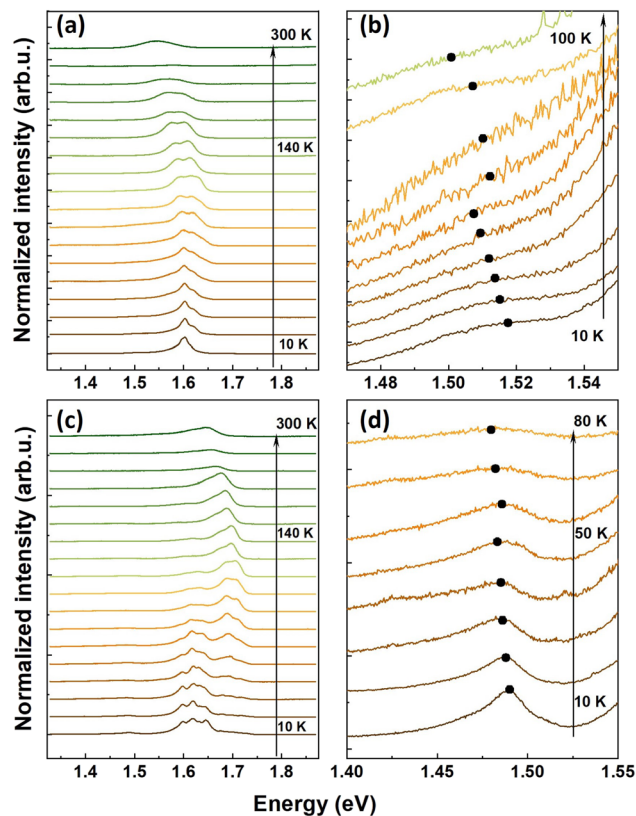 (a)
300 K
140 K
10 K
1.4 1.5 1.6 1.7 1.8
(b)
100 K
10 K
1.48 1.50 1.52 1.54
Normalized intensity (arb.u.)
(c)
300 K
140 K
10 K
1.4 1.5 1.6 1.7 1.8
(d)
80 K
50 K
10 K
1.40 1.45 1.50 1.55
Normalized intensity (arb.u.)
Energy (eV)